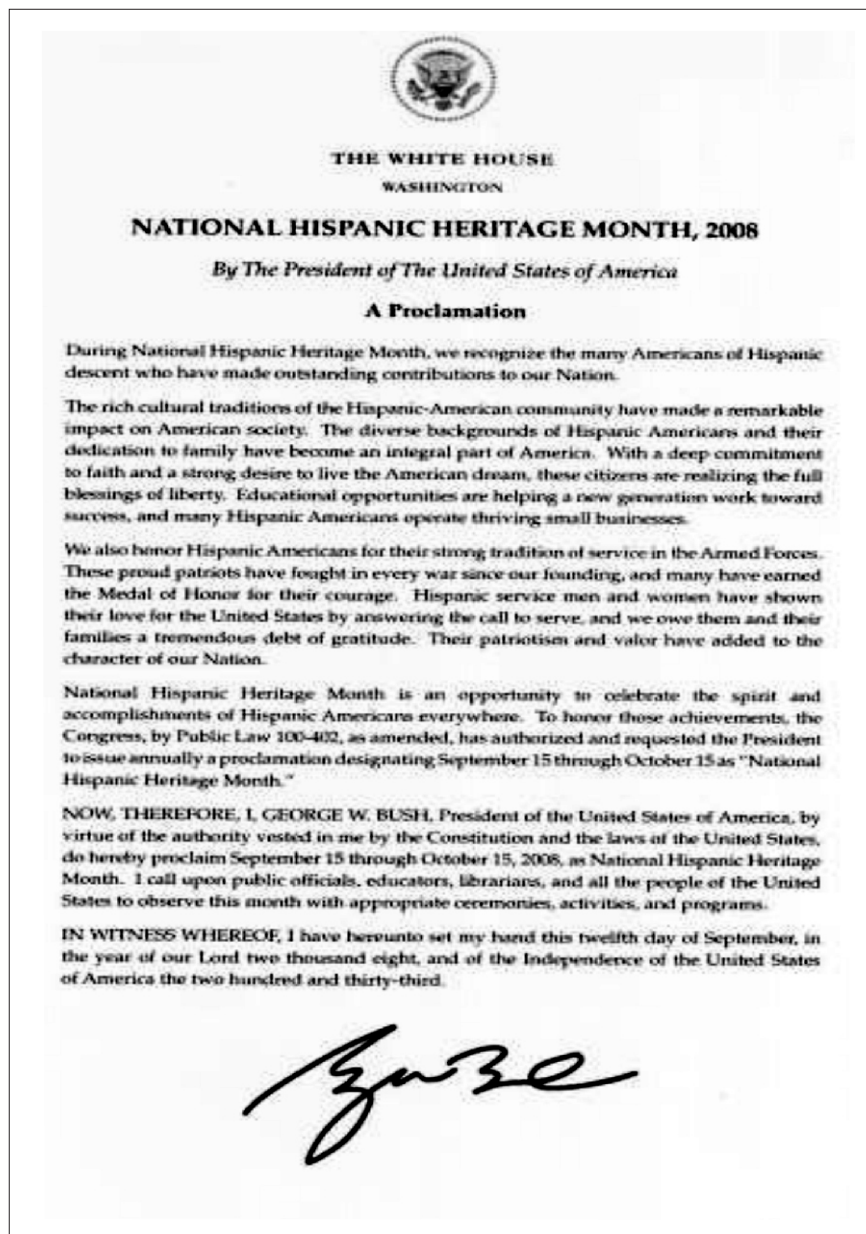 THE WHITE HOUSE
WASHINGTON
NATIONAL HISPANIC HERITAGE MONTH, 2008
By The President of The United States of America
A Proclamation
During National Hispanic Heritage Month, we recognize the many Americans of Hispanic
descent who have made outstanding contributions to our Nation.
The rich cultural traditions of the Hispanic-American community have made a remarkable
impact on American society. The diverse backgrounds of Hispanic Americans and their
dedication to family have become an integral part of America. With a deep commitment
to faith and a strong desire to live the American dream, these citizens are realizing the full
blessings of liberty. Educational opportunities are helping a new generation work toward
success, and many Hispanic Americans operate thriving small businesses.
We also honor Hispanic Americans for their strong tradition of service in the Armed Forces.
These proud patriots have fought in every war since our founding, and many have earned
the Medal of Honor for their courage. Hispanic service men and women have shown
their love for the United States by answering the call to serve, and we owe them and their
families a tremendous debt of gratitude. Their patriotism and valor have added to the
character of our Nation.
National Hispanic Heritage Month is an opportunity to celebrate the spirit and
accomplishments of Hispanic Americans everywhere. To honor those achievements, the
Congress, by Public Law 100-402, as amended, has authorized and requested the President
to issue annually a proclamation designating September 15 through October 15 as "National
Hispanic Heritage Month."
NOW, THEREFORE, I, GEORGE W. BUSH, President of the United States of America, by
virtue of the authority vested in me by the Constitution and the laws of the United States,
do hereby proclaim September 15 through October 15, 2008, as National Hispanic Heritage
Month. I call upon public officials, educators, librarians, and all the people of the United
States to observe this month with appropriate ceremonies, activities, and programs.
IN WITNESS WHEREOF, I have hereunto set my hand this twelfth day of September, in
the year of our Lord two thousand eight, and of the Independence of the United States
of America the two hundred and thirty-third.